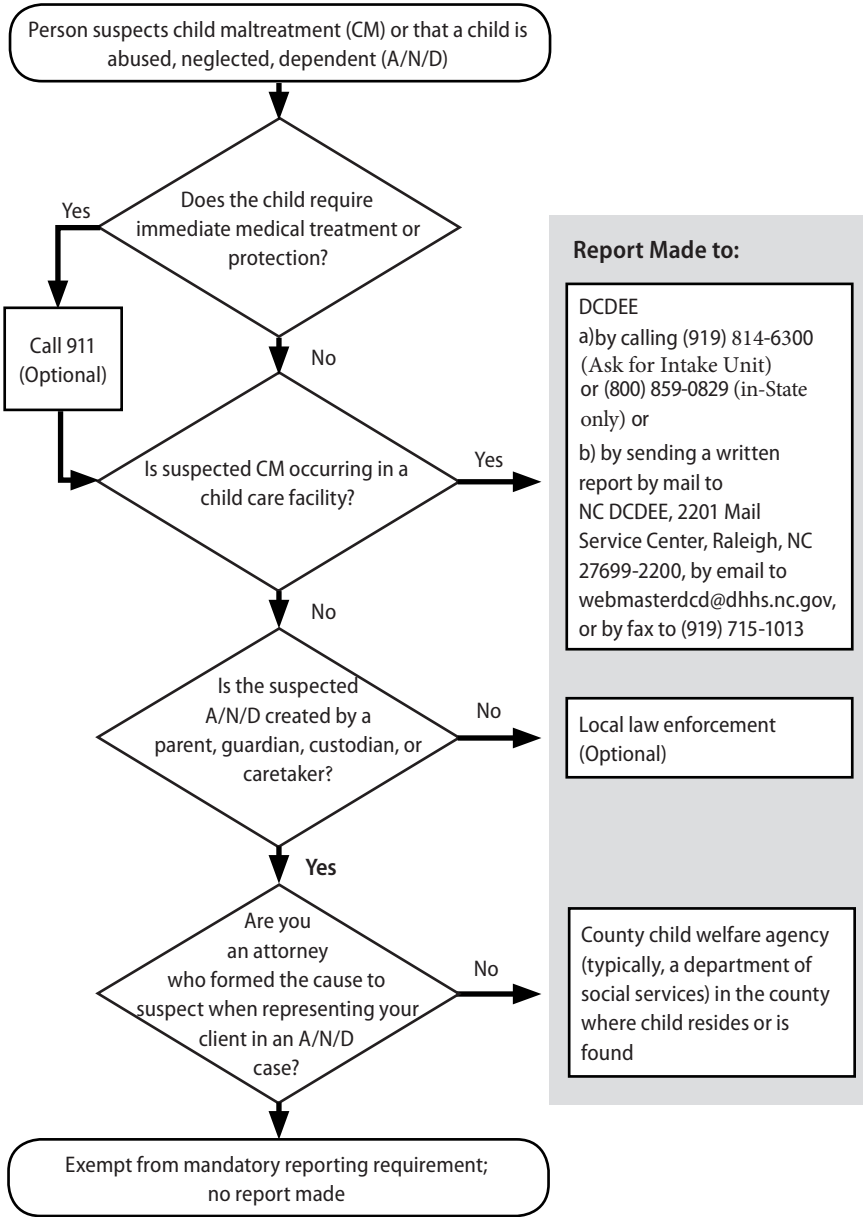 Person suspects child maltreatment (CM) or that a child is
abused, neglected, dependent (A/N/D)
Does the child require
immediate medical treatment or
protection?
Yes
Call 911
(Optional)
No
Is suspected CM occurring in a
child care facility?
Yes
No
Is the suspected
A/N/D created by a
parent, guardian, custodian, or
caretaker?
No
Yes
Are you
an attorney
who formed the cause to
suspect when representing your
client in an A/N/D
case?
No
Exempt from mandatory reporting requirement;
no report made
Report Made to:
DCDEE
a)by calling (919) 814-6300
(Ask for Intake Unit)
or (800) 859-0829 (in-State
only) or
b) by sending a written
report by mail to
NC DCDEE, 2201 Mail
Service Center, Raleigh, NC
27699-2200, by email to
webmasterdcd@dhhs.nc.gov,
or by fax to (919) 715-1013
Local law enforcement
(Optional)
County child welfare agency
(typically, a department of
social services) in the county
where child resides or is
found